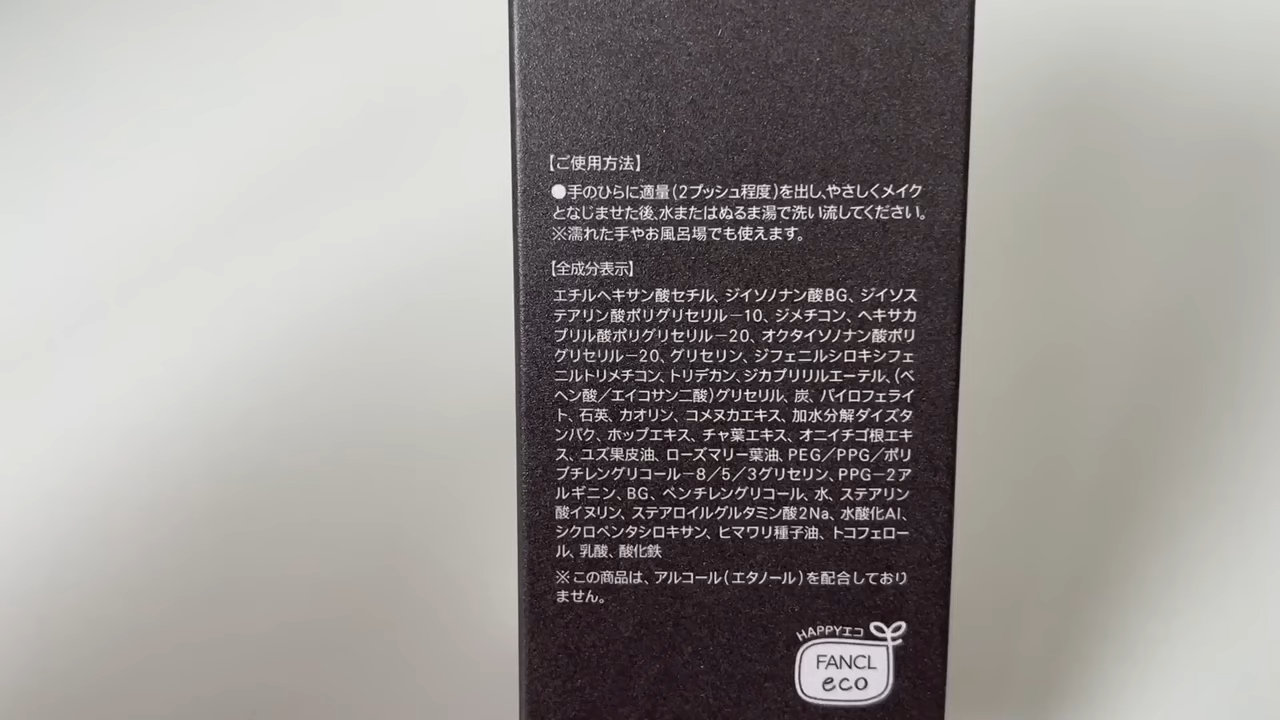 【ご使用方法】
●手のひらに適量(2プッシュ程度)を出し、やさしくメイク
となじませた後、水またはぬるま湯で洗い流してください。
※濡れた手やお風呂場でも使えます。
【全成分表示】
エチルヘキサン酸セチル、ジイソノナン酸BG、ジイソス
テアリン酸ポリグリセリル－10、ジメチコン、ヘキサカ
プリル酸ポリグリセリル－20、オクタイソノナン酸ポリ
グリセリル－20、グリセリン、ジフェニルシロキシフェ
ニルトリメチコン、トリデカン、ジカプリリルエーテル、(ベ
ヘン酸／エイコサン二酸)グリセリル、炭、パイロフェライ
ト、石英、カオリン、コメヌカエキス、加水分解ダイズタ
ンパク、ホップエキス、チャ葉エキス、オニイチゴ根エキ
ス、ユズ果皮油、ローズマリー葉油、PEG／PPG／ポリ
ブチレングリコール－8／5／3グリセリン、PPG－2ア
ルギニン、BG、ペンチレングリコール、水、ステアリン
酸イヌリン、ステアロイルグルタミン酸2Na、水酸化Al、
シクロペンタシロキサン、ヒマワリ種子油、トコフェロー
ル、乳酸、酸化鉄
※この商品は、アルコール(エタノール)を配合しており
ません。
HAPPYエコ
FANCL
eco